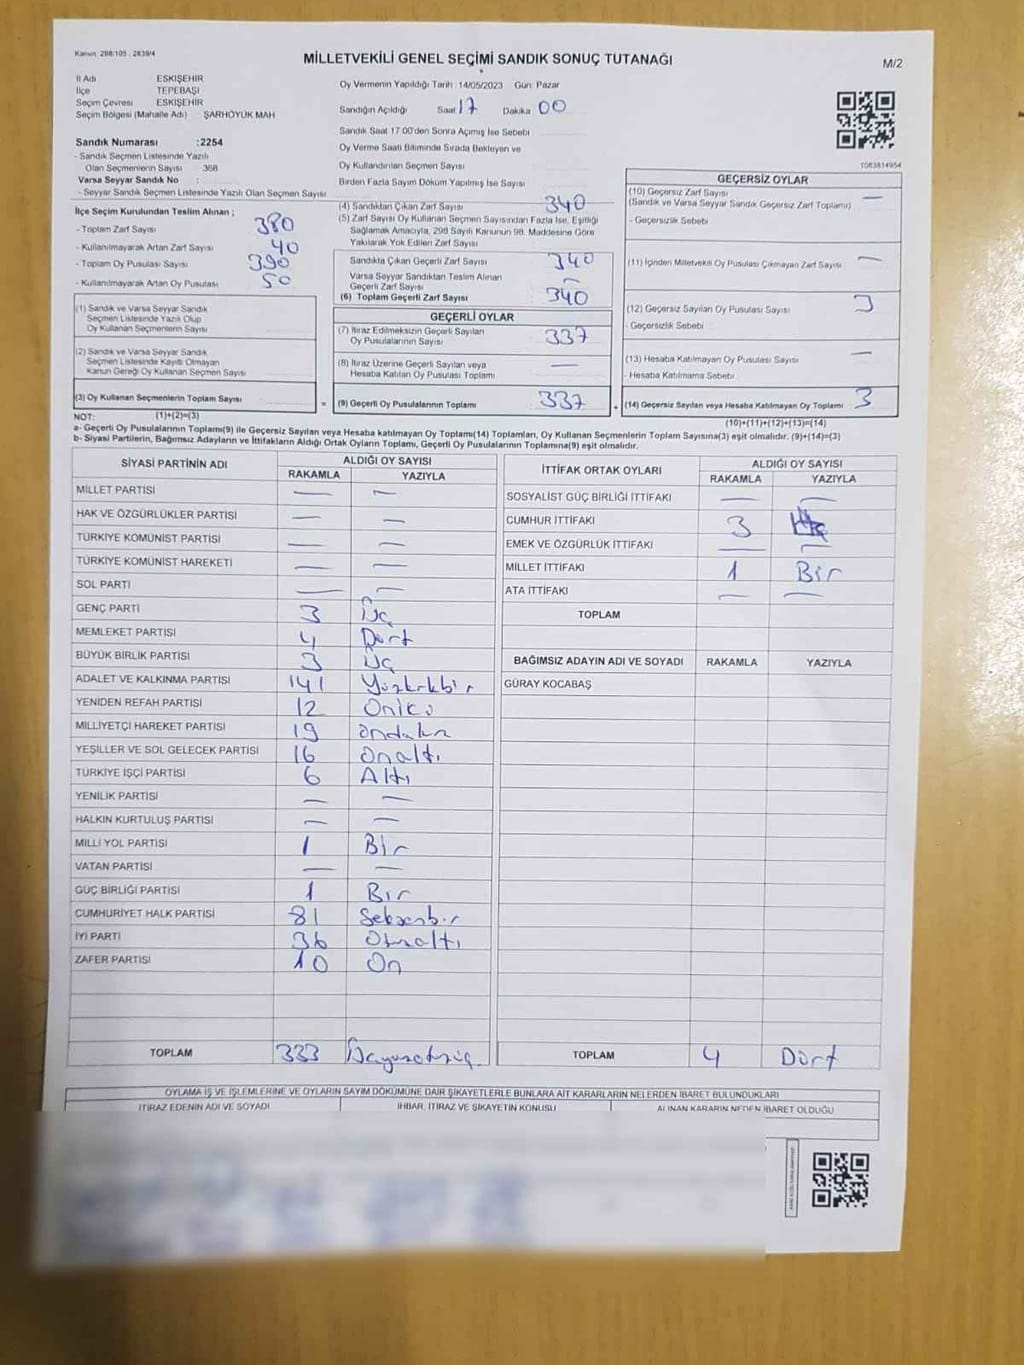 Kanun: 298/105 , 2839/4
MİLLETVEKİLİ GENEL SEÇİMİ SANDIK SONUÇ TUTANAĞI
M/2
İl Adı ESKİŞEHİR
İlçe TEPEBAŞI
Seçim Çevresi ESKİŞEHİR
Seçim Bölgesi (Mahalle Adı) ŞARHÖYÜK MAH
Oy Vermenin Yapıldığı Tarih : 14/05/2023 Gün: Pazar
Sandığın Açıldığı Saat 17 Dakika 00
Sandık Saat 17:00'den Sonra Açımış İse Sebebi
Oy Verme Saati Bitiminde Sırada Bekleyen ve
Oy Kullandırılan Seçmen Sayısı
Birden Fazla Sayım Döküm Yapılmış İse Sayısı
1083814954
Sandık Numarası :2254
- Sandık Seçmen Listesinde Yazılı
Olan Seçmenlerin Sayısı 368
Varsa Seyyar Sandık No :
- Seyyar Sandık Seçmen Listesinde Yazılı Olan Seçmen Sayısı
İlçe Seçim Kurulundan Teslim Alınan ;
- Toplam Zarf Sayısı 380
- Kullanılmayarak Artan Zarf Sayısı 40
- Toplam Oy Pusulası Sayısı 390
- Kullanılmayarak Artan Oy Pusulası 50
(1) Sandık ve Varsa Seyyar Sandık
Seçmen Listesinde Yazılı Olup
Oy Kullanan Seçmenlerin Sayısı
(2) Sandık ve Varsa Seyyar Sandık
Seçmen Listesinde Kayıtlı Olmayan
Kanun Gereği Oy Kullanan Seçmen Sayısı
(3) Oy Kullanan Seçmenlerin Toplam Sayısı =
(4) Sandıktan Çıkan Zarf Sayısı 340
(5) Zarf Sayısı Oy Kullanan Seçmen Sayısından Fazla İse, Eşitliği
Sağlamak Amacıyla, 298 Sayılı Kanunun 98. Maddesine Göre
Yakılarak Yok Edilen Zarf Sayısı
Sandıkta Çıkan Geçerli Zarf Sayısı 340
Varsa Seyyar Sandıktan Teslim Alınan
Geçerli Zarf Sayısı —
(6) Toplam Geçerli Zarf Sayısı 340
GEÇERLİ OYLAR
(7) İtiraz Edilmeksizin Geçerli Sayılan
Oy Pusulalarının Sayısı 337
(8) İtiraz Üzerine Geçerli Sayılan veya
Hesaba Katılan Oy Pusulası Toplamı —
(9) Geçerli Oy Pusulalarının Toplamı 337 +
GEÇERSİZ OYLAR
(10) Geçersiz Zarf Sayısı
(Sandık ve Varsa Seyyar Sandık Geçersiz Zarf Toplamı) —
- Geçersizlik Sebebi
(11) İçinden Milletvekili Oy Pusulası Çıkmayan Zarf Sayısı —
(12) Geçersiz Sayılan Oy Pusulası Sayısı 3
- Geçersizlik Sebebi
(13) Hesaba Katılmayan Oy Pusulası Sayısı —
- Hesaba Katılmama Sebebi
(14) Geçersiz Sayılan veya Hesaba Katılmayan Oy Toplamı : 3
NOT: (1)+(2)=(3) (10)+(11)+(12)+(13)=(14)
a- Geçerli Oy Pusulalarının Toplamı(9) ile Geçersiz Sayılan veya Hesaba katılmayan Oy Toplamı(14) Toplamları, Oy Kullanan Seçmenlerin Toplam Sayısına(3) eşit olmalıdır. (9)+(14)=(3)
b- Siyasi Partilerin, Bağımsız Adayların ve İttifakların Aldığı Ortak Oyların Toplamı, Geçerli Oy Pusulalarının Toplamına(9) eşit olmalıdır.
SİYASİ PARTİNİN ADI ALDIĞI OY SAYISI
RAKAMLA YAZIYLA
MİLLET PARTİSİ — —
HAK VE ÖZGÜRLÜKLER PARTİSİ — —
TÜRKİYE KOMÜNİST PARTİSİ — —
TÜRKİYE KOMÜNİST HAREKETİ — —
SOL PARTİ — —
GENÇ PARTİ 3 Üç
MEMLEKET PARTİSİ 4 Dört
BÜYÜK BİRLİK PARTİSİ 3 Üç
ADALET VE KALKINMA PARTİSİ 141 Yüzkırkbir
YENİDEN REFAH PARTİSİ 12 Oniki
MİLLİYETÇİ HAREKET PARTİSİ 19 Ondokuz
YEŞİLLER VE SOL GELECEK PARTİSİ 16 Onaltı
TÜRKİYE İŞÇİ PARTİSİ 6 Altı
YENİLİK PARTİSİ — —
HALKIN KURTULUŞ PARTİSİ — —
MİLLİ YOL PARTİSİ 1 Bir
VATAN PARTİSİ — —
GÜÇ BİRLİĞİ PARTİSİ 1 Bir
CUMHURİYET HALK PARTİSİ 81 Seksenbir
İYİ PARTİ 36 Otuzaltı
ZAFER PARTİSİ 10 On
TOPLAM 333 Üçyüzotuzüç
İTTİFAK ORTAK OYLARI ALDIĞI OY SAYISI
RAKAMLA YAZIYLA
SOSYALİST GÜÇ BİRLİĞİ İTTİFAKI — —
CUMHUR İTTİFAKI 3
EMEK VE ÖZGÜRLÜK İTTİFAKI — —
MİLLET İTTİFAKI 1 Bir
ATA İTTİFAKI — —
TOPLAM
BAĞIMSIZ ADAYIN ADI VE SOYADI RAKAMLA YAZIYLA
GÜRAY KOCABAŞ
TOPLAM 4 Dört
OYLAMA İŞ VE İŞLEMLERİNE VE OYLARIN SAYIM DÖKÜMÜNE DAİR ŞİKAYETLERLE BUNLARA AİT KARARLARIN NELERDEN İBARET BULUNDUKLARI
İTİRAZ EDENİN ADI VE SOYADI İHBAR, İTİRAZ VE ŞİKAYETİN KONUSU ALINAN KARARIN NEDEN İBARET OLDUĞU